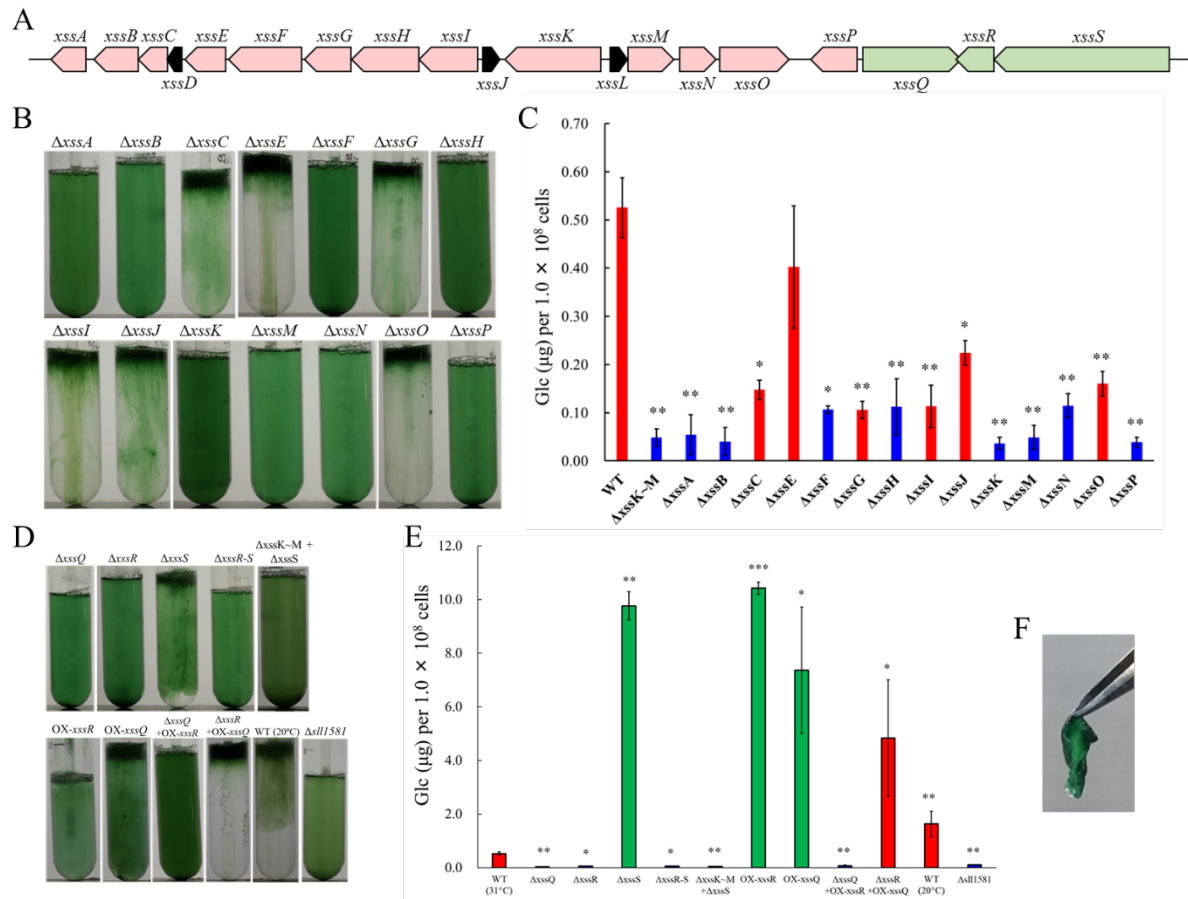 A
xssA xssB xssC xssE xssF xssG xssH xssI xssK xssM xssP xssR xssS
xssD xssJ xssL xssN xssO xssQ
B
ΔxssA ΔxssB ΔxssC ΔxssE ΔxssF ΔxssG ΔxssH
ΔxssI ΔxssJ ΔxssK ΔxssM ΔxssN ΔxssO ΔxssP
C
Glc (µg) per 1.0 × 10⁸ cells
0.70
0.60
0.50
0.40
0.30
0.20
0.10
0.00
** ** ** * * ** ** ** * ** ** ** ** **
WT ΔxssK~M ΔxssA ΔxssB ΔxssC ΔxssE ΔxssF ΔxssG ΔxssH ΔxssI ΔxssJ ΔxssK ΔxssM ΔxssN ΔxssO ΔxssP
D
ΔxssQ ΔxssR ΔxssS ΔxssR-S ΔxssK~M +
ΔxssS
OX-xssR OX-xssQ ΔxssQ
+OX-xssR ΔxssR
+OX-xssQ WT (20°C) Δsll1581
E
Glc (µg) per 1.0 × 10⁸ cells
12.0
10.0
8.0
6.0
4.0
2.0
0.0
** * ** * ** *** * ** * ** **
WT
(31°C) ΔxssQ ΔxssR ΔxssS ΔxssR-S ΔxssK~M
+ΔxssS OX-xssR OX-xssQ ΔxssQ
+OX-xssR ΔxssR
+OX-xssQ WT
(20°C) Δsll1581
F